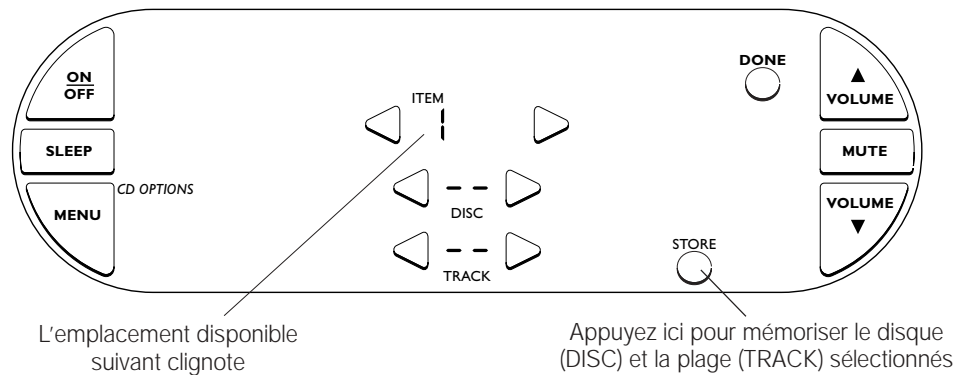 ON
OFF
SLEEP
MENU
CD OPTIONS
ITEM
1
-- DISC
-- TRACK
DONE
STORE
▲
VOLUME
MUTE
VOLUME
▼
L'emplacement disponible
suivant clignote
Appuyez ici pour mémoriser le disque
(DISC) et la plage (TRACK) sélectionnés